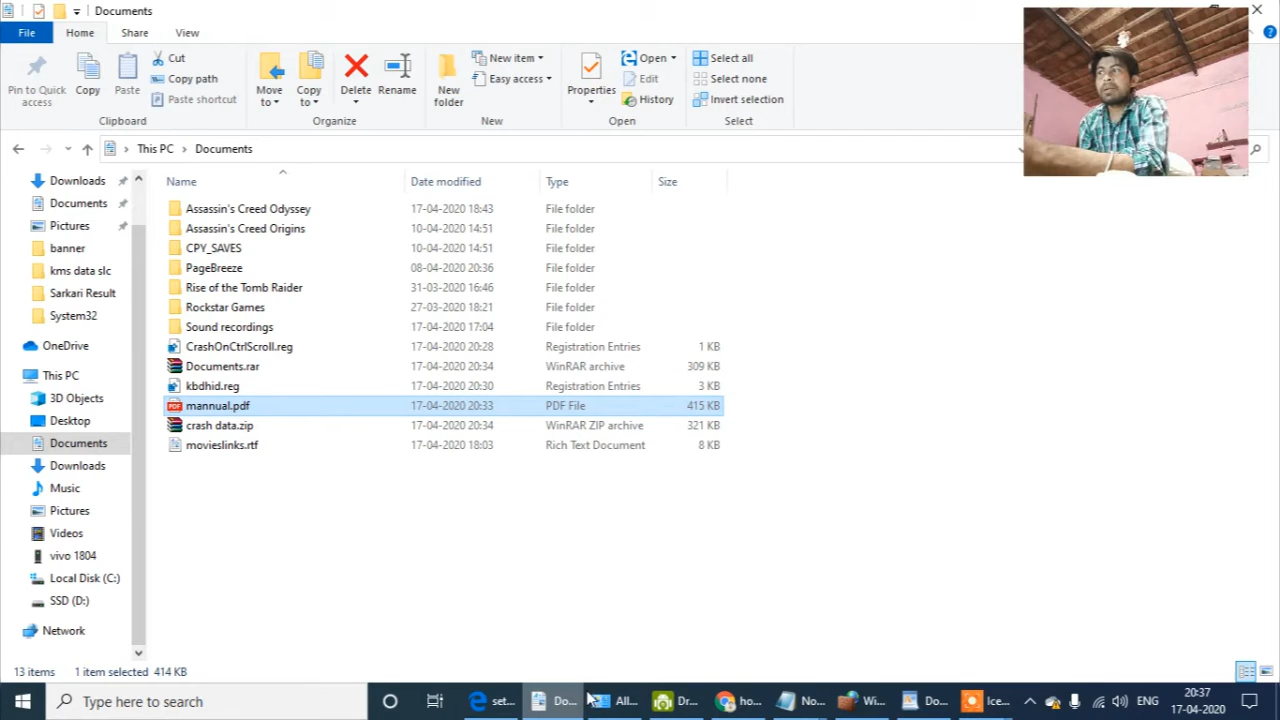 Documents
File Home Share View
Pin to Quick access
Copy
Paste
Cut
Copy path
Paste shortcut
Clipboard
Move to
Copy to
Delete
Rename
Organize
New folder
New item
Easy access
New
Properties
Open
Edit
History
Open
Select all
Select none
Invert selection
Select
This PC Documents
Name Date modified Type Size
Downloads
Documents
Pictures
banner
kms data slc
Sarkari Result
System32
OneDrive
This PC
3D Objects
Desktop
Documents
Downloads
Music
Pictures
Videos
vivo 1804
Local Disk (C:)
SSD (D:)
Network
Assassin's Creed Odyssey 17-04-2020 18:43 File folder
Assassin's Creed Origins 10-04-2020 14:51 File folder
CPY_SAVES 10-04-2020 14:51 File folder
PageBreeze 08-04-2020 20:36 File folder
Rise of the Tomb Raider 31-03-2020 16:46 File folder
Rockstar Games 27-03-2020 18:21 File folder
Sound recordings 17-04-2020 17:04 File folder
CrashOnCtrlScroll.reg 17-04-2020 20:28 Registration Entries 1 KB
Documents.rar 17-04-2020 20:34 WinRAR archive 309 KB
kbdhid.reg 17-04-2020 20:30 Registration Entries 3 KB
PDF mannual.pdf 17-04-2020 20:33 PDF File 415 KB
crash data.zip 17-04-2020 20:34 WinRAR ZIP archive 321 KB
movieslinks.rtf 17-04-2020 18:03 Rich Text Document 8 KB
13 items 1 item selected 414 KB
Type here to search
set... Do... All... Dr... ho... No... Wi... Do... Ice...
ENG
20:37
17-04-2020